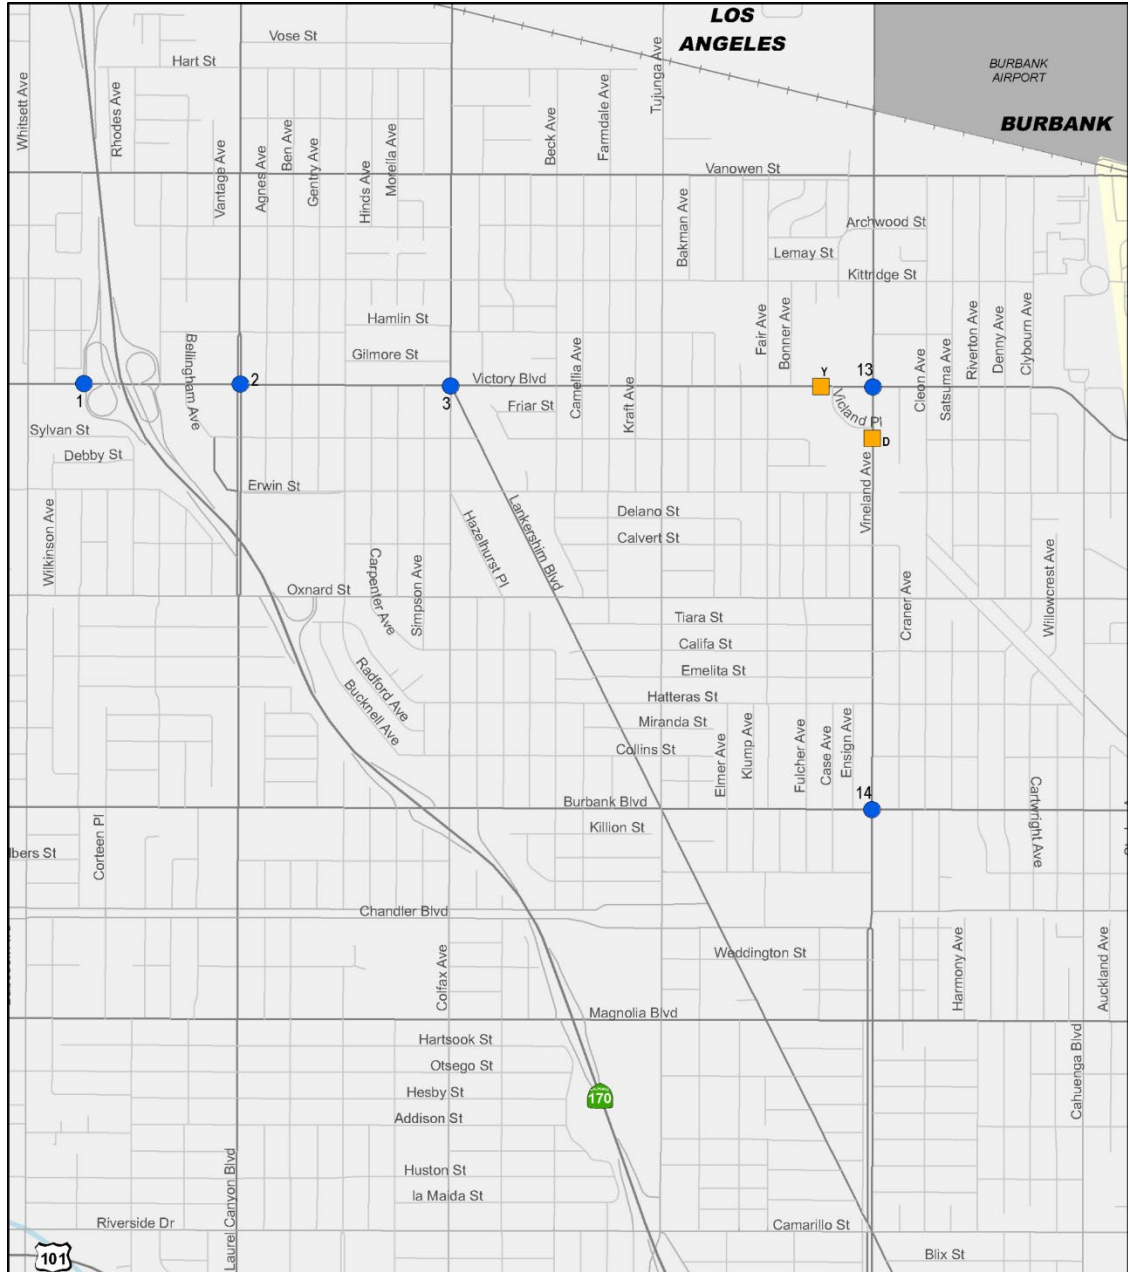 LOS
ANGELES
Vose St
Hart St
BURBANK
AIRPORT
BURBANK
Whitsett Ave
Rhodes Ave
Vantage Ave
Agnes Ave
Ben Ave
Gentry Ave
Hinds Ave
Morella Ave
Beck Ave
Farmdale Ave
Tujunga Ave
Vanowen St
Bakman Ave
Archwood St
Lemay St
Kittridge St
Hamlin St
Gilmore St
Bellingham Ave
Camellia Ave
Kraft Ave
Fair Ave
Bonner Ave
Cleon Ave
Satsuma Ave
Riverton Ave
Denny Ave
Clybourn Ave
1
2
3
Victory Blvd
Y
13
Vicland Pl
D
Friar St
Sylvan St
Debby St
Erwin St
Vineland Ave
Wilkinson Ave
Hazelhurst Pl
Lankershim Blvd
Delano St
Calvert St
Carpenter Ave
Simpson Ave
Craner Ave
Willowcrest Ave
Oxnard St
Tiara St
Califa St
Emelita St
Radford Ave
Bucknell Ave
Hatteras St
Miranda St
Collins St
Elmer Ave
Klump Ave
Fulcher Ave
Case Ave
Ensign Ave
14
Burbank Blvd
Killion St
Cartwright Ave
lbers St
Corteen Pl
Chandler Blvd
Colfax Ave
Weddington St
Harmony Ave
Auckland Ave
Magnolia Blvd
Hartsook St
Otsego St
Hesby St
Addison St
170
Cahuenga Blvd
Huston St
la Maida St
Laurel Canyon Blvd
Riverside Dr
Camarillo St
Blix St
101